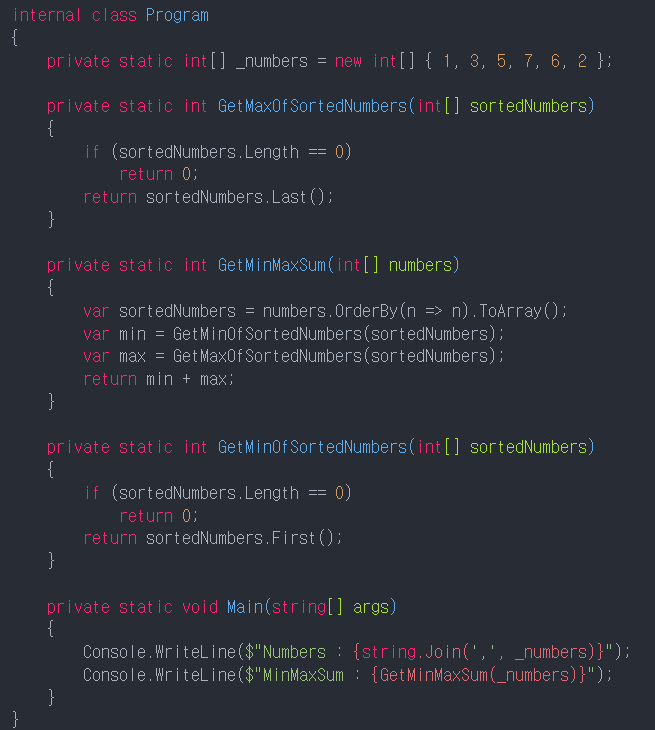 internal class Program
{
    private static int[] _numbers = new int[] { 1, 3, 5, 7, 6, 2 };
    private static int GetMaxOfSortedNumbers(int[] sortedNumbers)
    {
        if (sortedNumbers.Length == 0)
            return 0;
        return sortedNumbers.Last();
    }
    private static int GetMinMaxSum(int[] numbers)
    {
        var sortedNumbers = numbers.OrderBy(n => n).ToArray();
        var min = GetMinOfSortedNumbers(sortedNumbers);
        var max = GetMaxOfSortedNumbers(sortedNumbers);
        return min + max;
    }
    private static int GetMinOfSortedNumbers(int[] sortedNumbers)
    {
        if (sortedNumbers.Length == 0)
            return 0;
        return sortedNumbers.First();
    }
    private static void Main(string[] args)
    {
        Console.WriteLine($"Numbers : {string.Join(',', _numbers)}");
        Console.WriteLine($"MinMaxSum : {GetMinMaxSum(_numbers)}");
    }
}